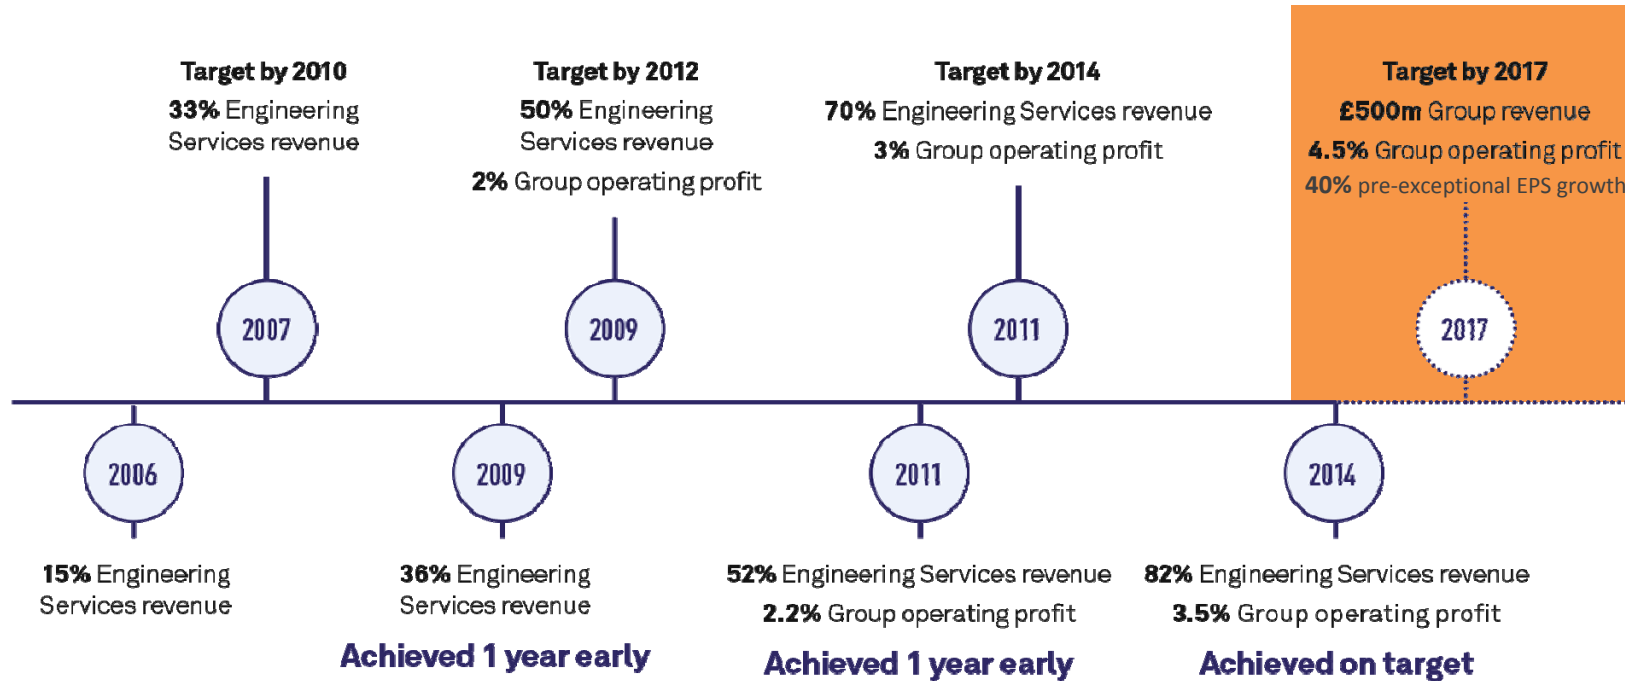 Target by 2010
33% Engineering
Services revenue
Target by 2012
50% Engineering
Services revenue
2% Group operating profit
Target by 2014
70% Engineering Services revenue
3% Group operating profit
Target by 2017
£500m Group revenue
4.5% Group operating profit
40% pre-exceptional EPS growth
2007
2009
2011
2017
2006
2009
2011
2014
15% Engineering
Services revenue
36% Engineering
Services revenue
Achieved 1 year early
52% Engineering Services revenue
2.2% Group operating profit
Achieved 1 year early
82% Engineering Services revenue
3.5% Group operating profit
Achieved on target